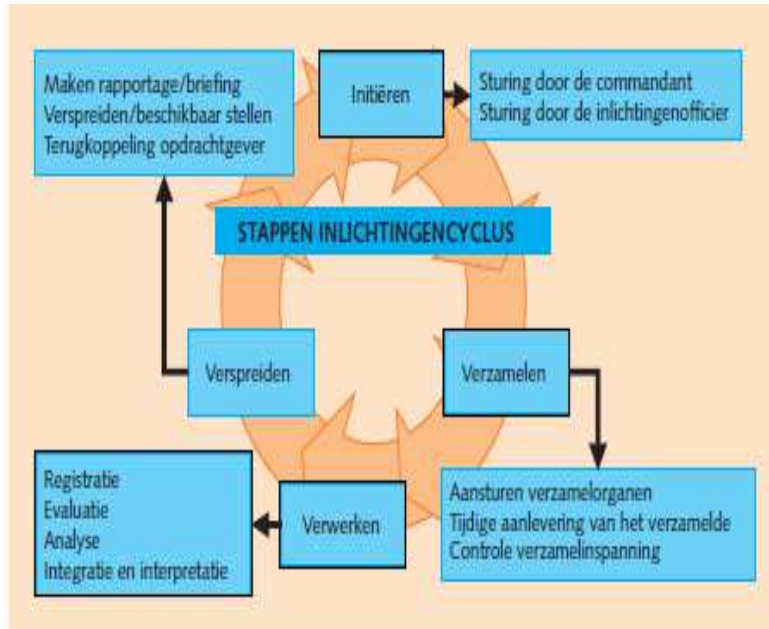 Maken rapportage/briefing
Verspreiden/beschikbaar stellen
Terugkoppeling opdrachtgever
Initiëren
Sturing door de commandant
Sturing door de inlichtingenofficier
STAPPEN INLICHTINGENCYCLUS
Verspreiden
Verzamelen
Registratie
Evaluatie
Analyse
Integratie en interpretatie
Verwerken
Aansturen verzamelorganen
Tijdige aanlevering van het verzamelde
Controle verzamelinspanning